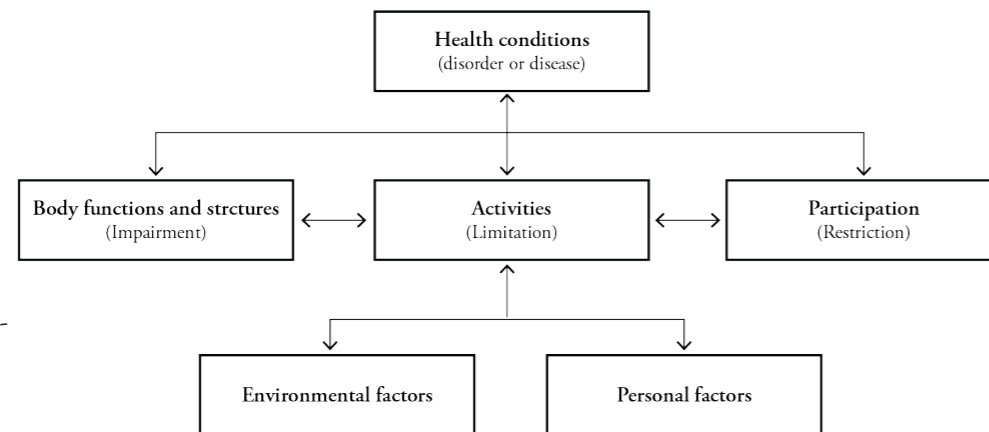 Health conditions
(disorder or disease)
Body functions and strctures
(Impairment)
Activities
(Limitation)
Participation
(Restriction)
Environmental factors
Personal factors